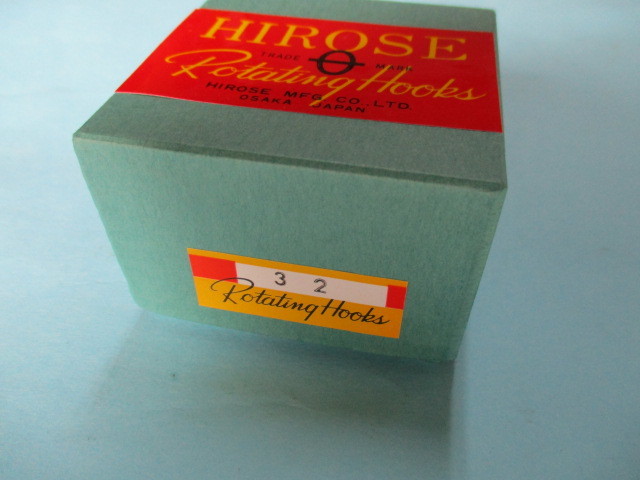 HIROSE
TRADE MARK
Rotating Hooks
HIROSE MFG. CO., LTD.
OSAKA JAPAN
3 2
Rotating Hooks